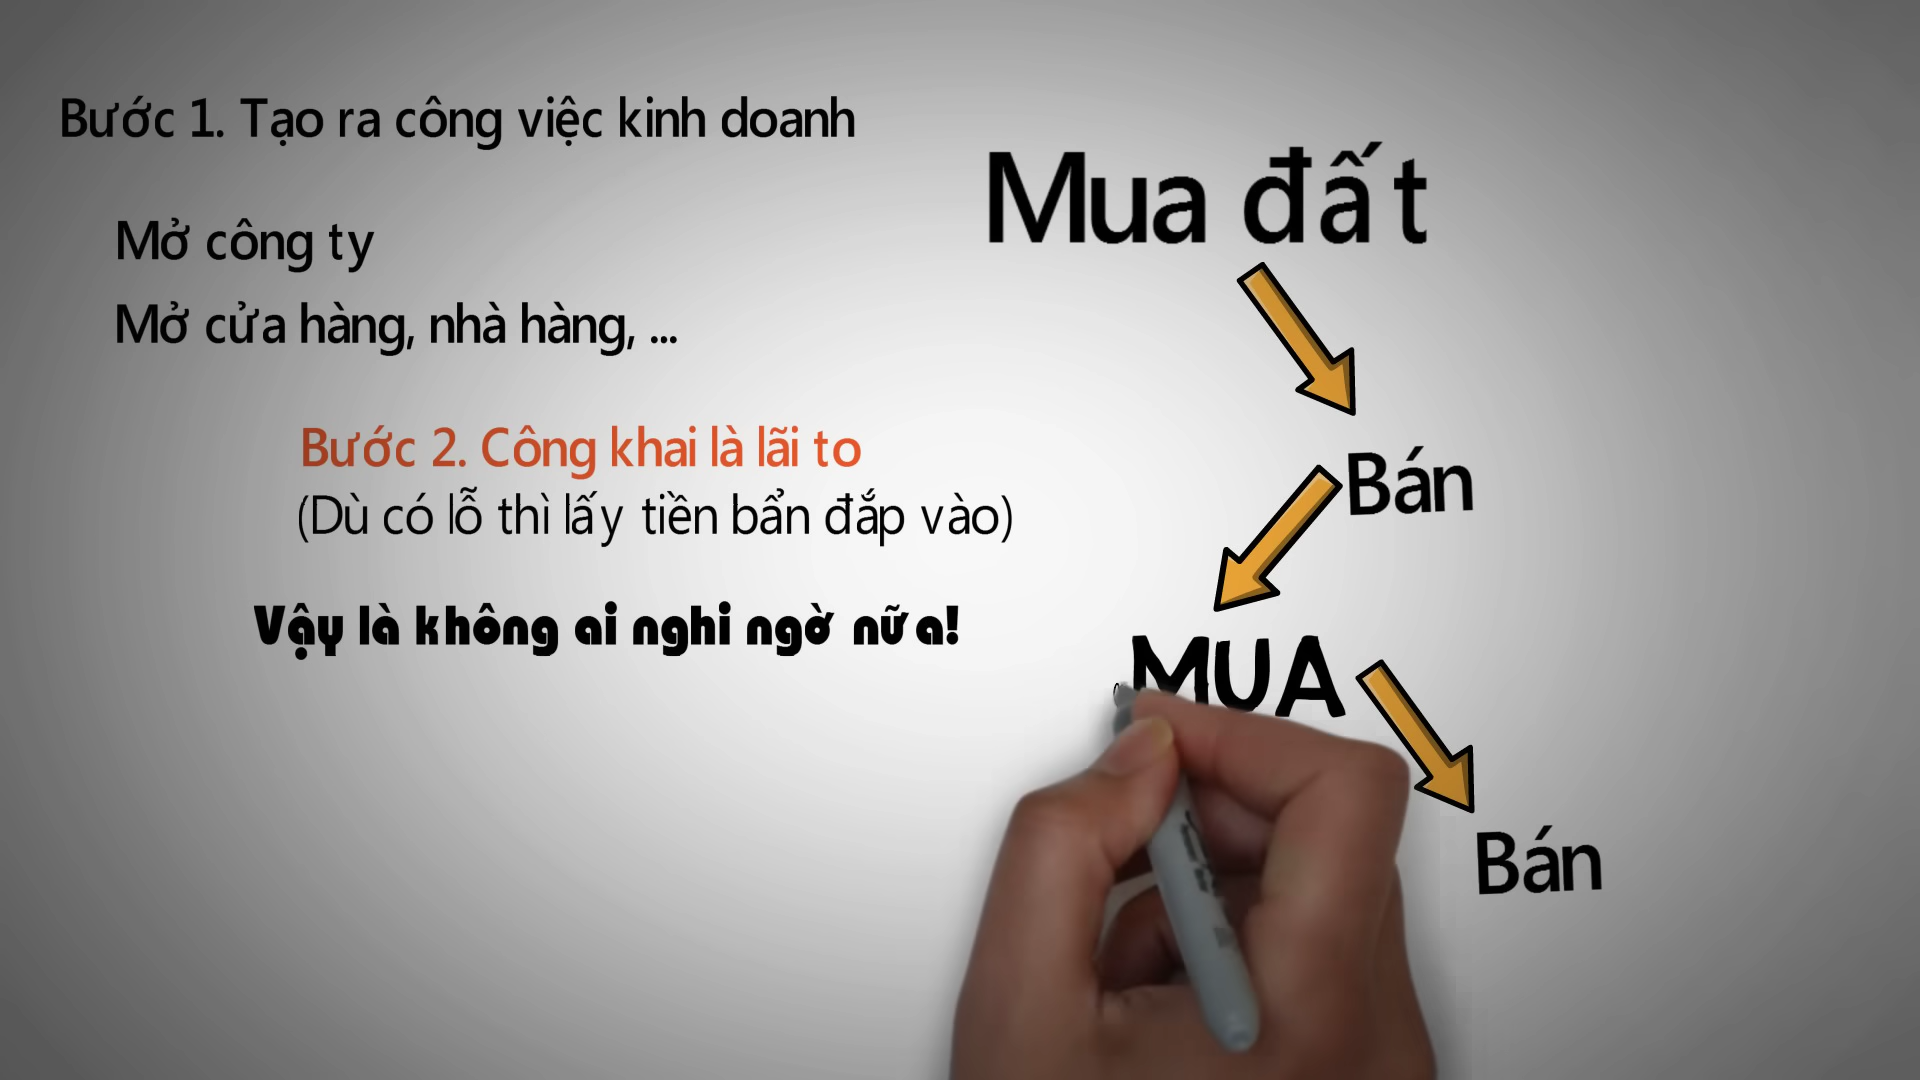 Bước 1. Tạo ra công việc kinh doanh
Mở công ty
Mở cửa hàng, nhà hàng, ...
Bước 2. Công khai là lãi to
(Dù có lỗ thì lấy tiền bẩn đắp vào)
Vậy là không ai nghi ngờ nữa!
Mua đất
Bán
MUA
Bán